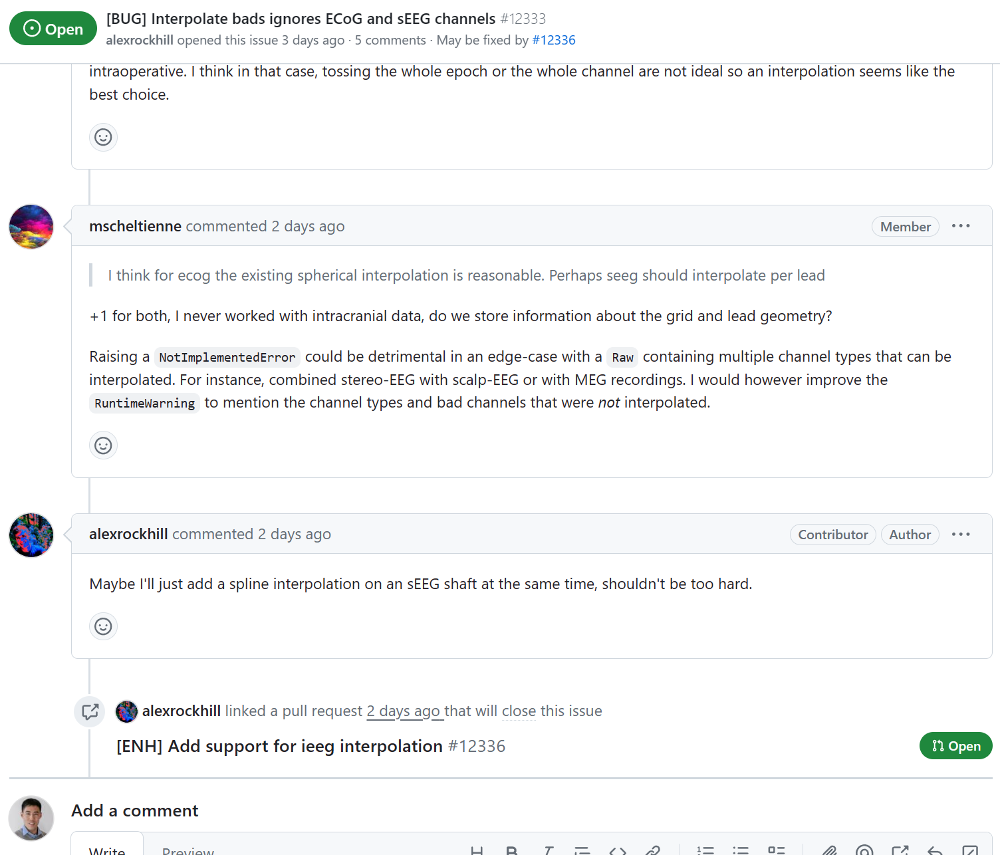 Open
[BUG] Interpolate bads ignores ECoG and sEEG channels #12333
alexrockhill opened this issue 3 days ago · 5 comments · May be fixed by #12336
intraoperative. I think in that case, tossing the whole epoch or the whole channel are not ideal so an interpolation seems like the
best choice.
mscheltienne commented 2 days ago
Member
I think for ecog the existing spherical interpolation is reasonable. Perhaps seeg should interpolate per lead
+1 for both, I never worked with intracranial data, do we store information about the grid and lead geometry?
Raising a NotImplementedError could be detrimental in an edge-case with a Raw containing multiple channel types that can be
interpolated. For instance, combined stereo-EEG with scalp-EEG or with MEG recordings. I would however improve the
RuntimeWarning to mention the channel types and bad channels that were not interpolated.
alexrockhill commented 2 days ago
Contributor Author
Maybe I'll just add a spline interpolation on an sEEG shaft at the same time, shouldn't be too hard.
alexrockhill linked a pull request 2 days ago that will close this issue
[ENH] Add support for ieeg interpolation #12336
Open
Add a comment
Write Preview